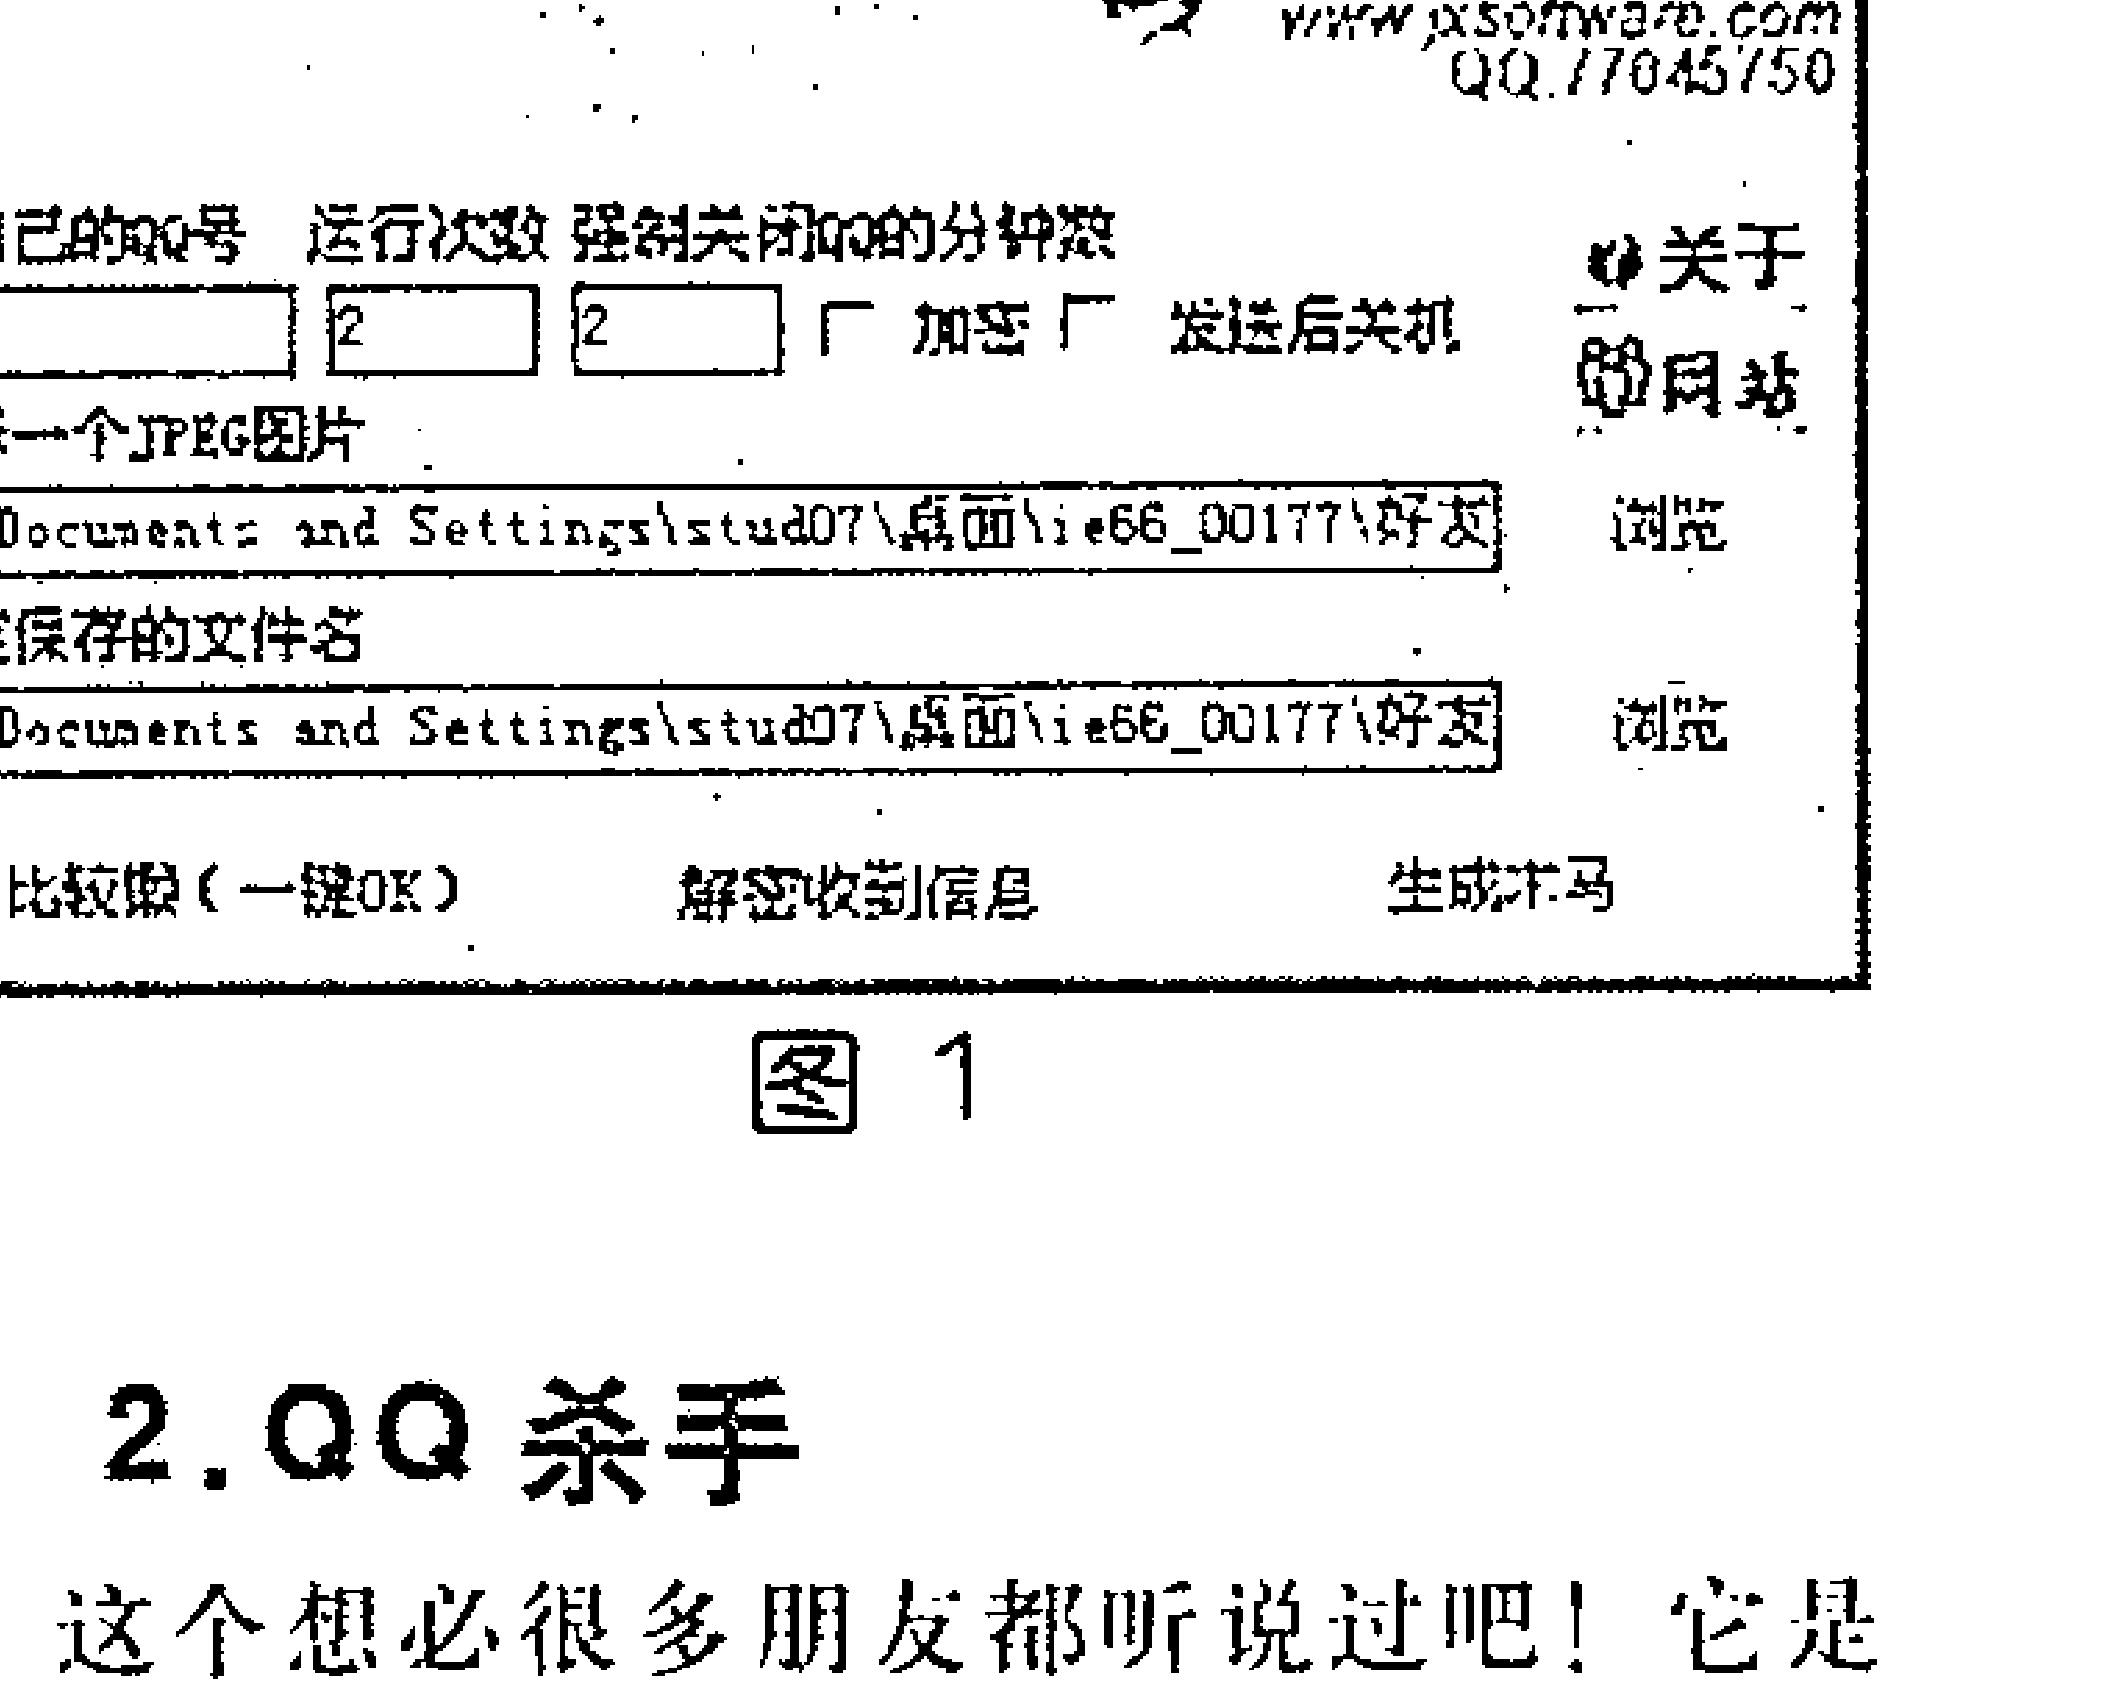 QQ.77045750
己的QQ号 运行次数 强制关闭QQ的分钟数
关于
2 2 加密 发送后关机
网站
一个JPEG图片
Documents and Settings\stud07\桌面\ie66_00177\好友 浏览
保存的文件名
Documents and Settings\stud07\桌面\ie66_00177\好友 浏览
比较懒(一键OK) 解密收到信息 生成木马
图 1
2.QQ杀手
这个想必很多朋友都听说过吧！它是